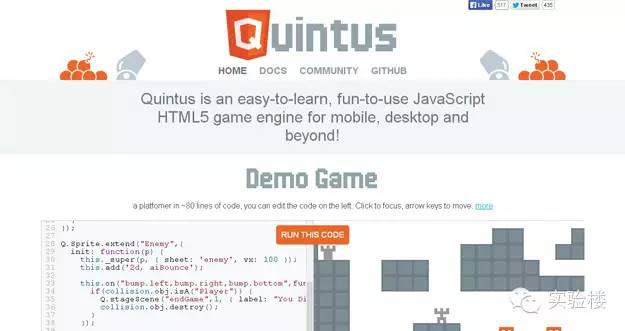 Like 517 Tweet 435
Quintus
HOME DOCS COMMUNITY GITHUB
Quintus is an easy-to-learn, fun-to-use JavaScript
HTML5 game engine for mobile, desktop and
beyond!
Demo Game
a platfomer in ~80 lines of code, you can edit the code on the left. Click to focus, arrow keys to move. more
RUN THIS CODE
26 });
27
28 Q.Sprite.extend("Enemy",{
29 init: function(p) {
30 this._super(p, { sheet: 'enemy', vx: 100 });
31 this.add('2d, aiBounce');
32
33 this.on("bump.left,bump.right,bump.bottom",fun
34 if(collision.obj.isA("Player")) {
35 Q.stageScene("endGame",1, { label: "You Di
36 collision.obj.destroy();
37 }
38 });
实验楼